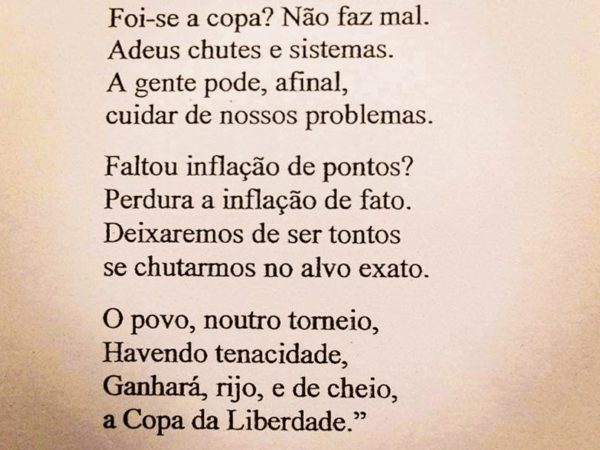 Foi-se a copa? Não faz mal.
Adeus chutes e sistemas.
A gente pode, afinal,
cuidar de nossos problemas.
Faltou inflação de pontos?
Perdura a inflação de fato.
Deixaremos de ser tontos
se chutarmos no alvo exato.
O povo, noutro torneio,
Havendo tenacidade,
Ganhará, rijo, e de cheio,
a Copa da Liberdade.”